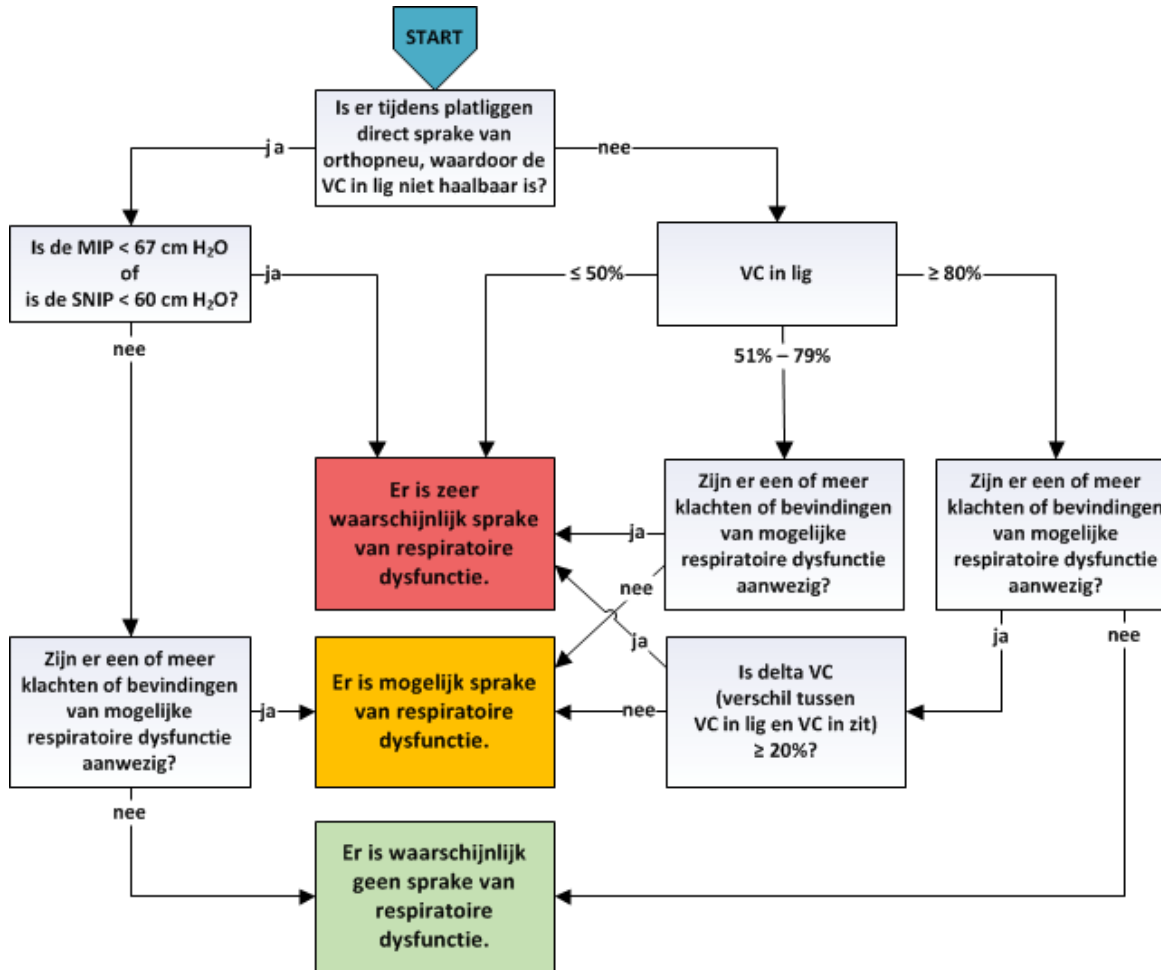 START
Is er tijdens platliggen
direct sprake van
orthopneu, waardoor de
VC in lig niet haalbaar is?
ja
nee
Is de MIP < 67 cm H₂O
of
is de SNIP < 60 cm H₂O?
ja
nee
VC in lig
≤ 50%
≥ 80%
51% – 79%
Er is zeer
waarschijnlijk sprake
van respiratoire
dysfunctie.
Zijn er een of meer
klachten of bevindingen
van mogelijke
respiratoire dysfunctie
aanwezig?
ja
nee
Zijn er een of meer
klachten of bevindingen
van mogelijke
respiratoire dysfunctie
aanwezig?
ja
nee
Zijn er een of meer
klachten of bevindingen
van mogelijke
respiratoire dysfunctie
aanwezig?
ja
nee
Er is mogelijk sprake
van respiratoire
dysfunctie.
Is delta VC
(verschil tussen
VC in lig en VC in zit)
≥ 20%?
ja
nee
Er is waarschijnlijk
geen sprake van
respiratoire
dysfunctie.